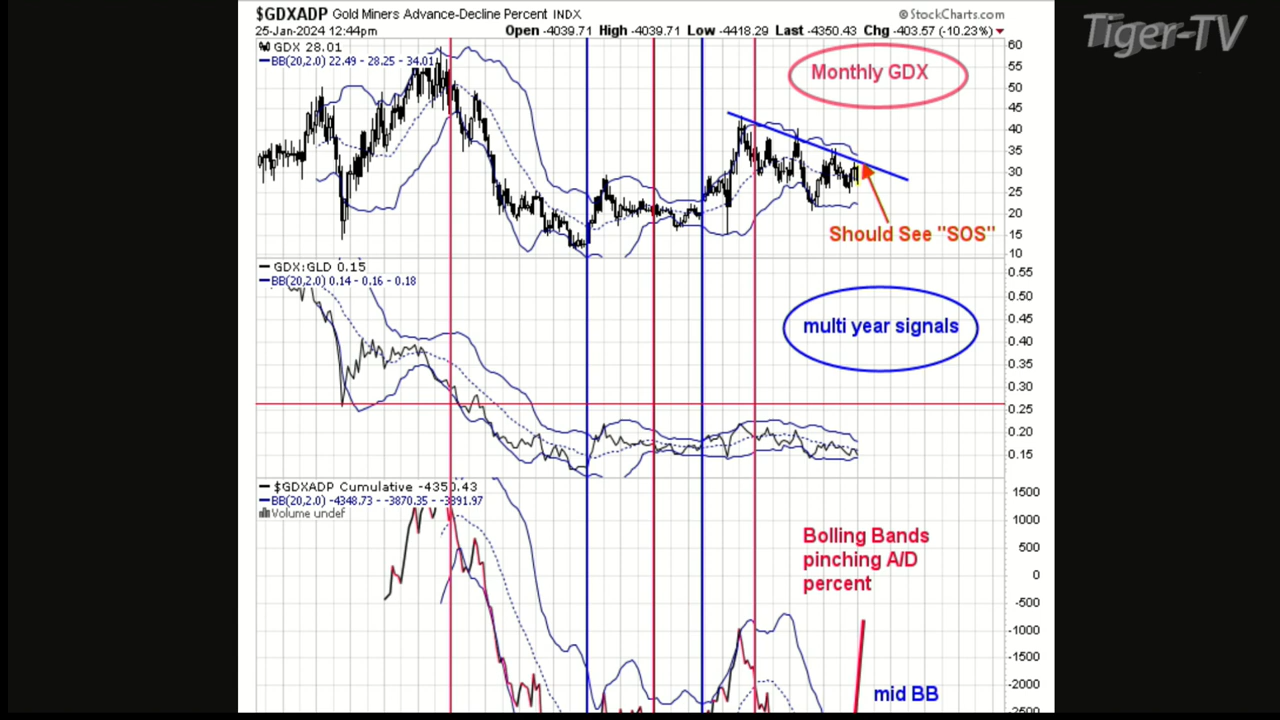 $GDXADP Gold Miners Advance-Decline Percent INDX
© StockCharts.com
Tiger-TV
25-Jan-2024 12:44pm
Open -4039.71 High -4039.71 Low -4418.29 Last -4350.43 Chg -403.57 (-10.23%)
GDX 28.01
BB(20,2.0) 22.49 - 28.25 - 34.01
Monthly GDX
60
55
50
45
40
35
30
25
20
15
10
Should See "SOS"
GDX:GLD 0.15
BB(20,2.0) 0.14 - 0.16 - 0.18
multi year signals
0.55
0.50
0.45
0.40
0.35
0.30
0.25
0.20
0.15
$GDXADP Cumulative -4350.43
BB(20,2.0) -4348.73 - -3870.35 - -3391.97
Volume undef
1500
1000
500
0
-500
-1000
-1500
-2000
-2500
Bolling Bands
pinching A/D
percent
mid BB